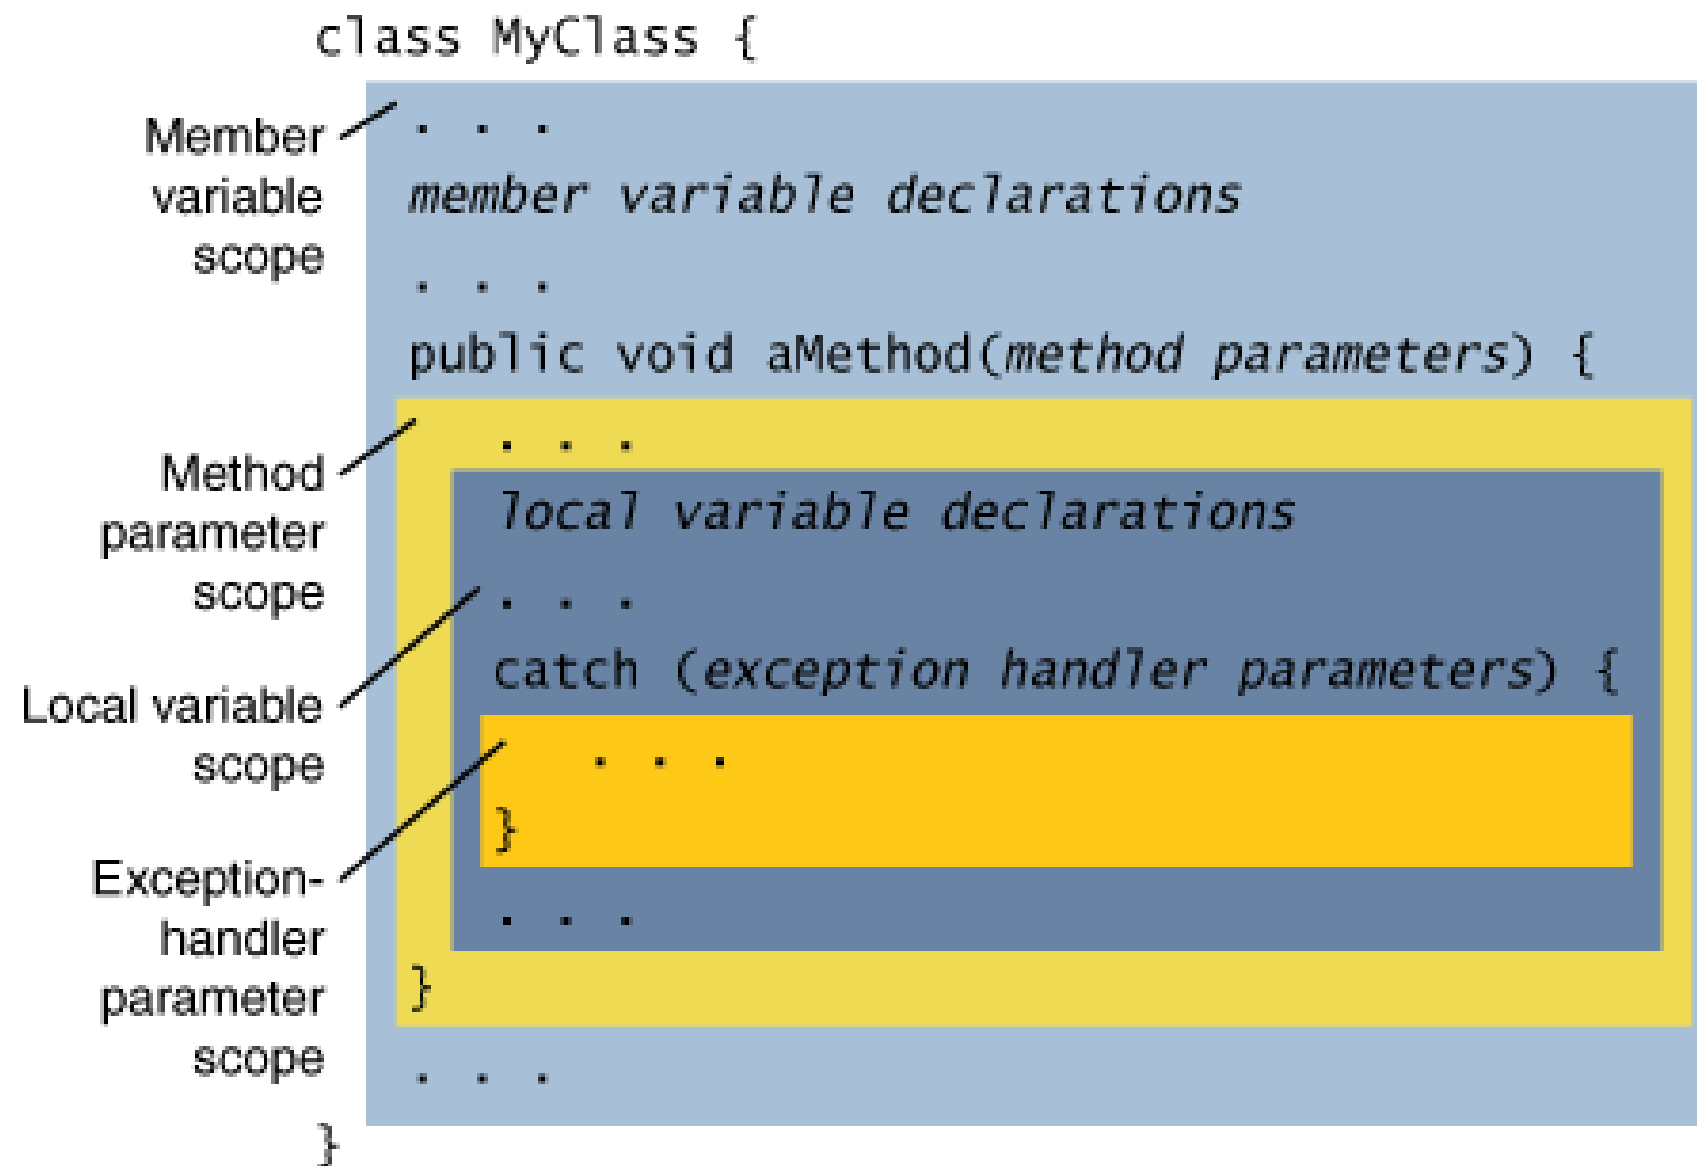 class MyClass {
. . .
Member
variable
scope
member variable declarations
. . .
public void aMethod(method parameters) {
. . .
Method
parameter
scope
local variable declarations
. . .
Local variable
scope
catch (exception handler parameters) {
. . .
}
Exception-
handler
parameter
scope
. . .
}
. . .
}